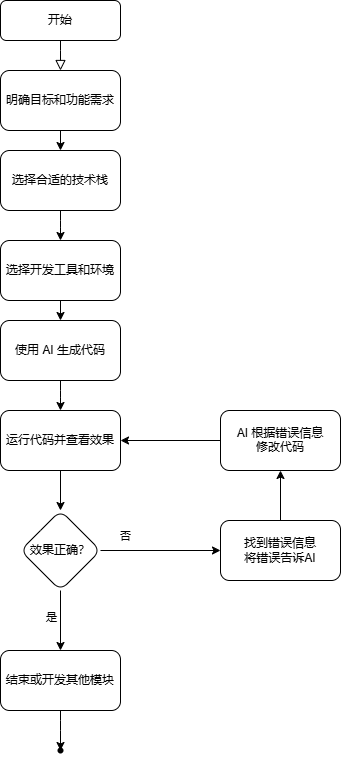 开始
明确目标和功能需求
选择合适的技术栈
选择开发工具和环境
使用 AI 生成代码
运行代码并查看效果
AI 根据错误信息
修改代码
效果正确?
否
找到错误信息
将错误告诉AI
是
结束或开发其他模块